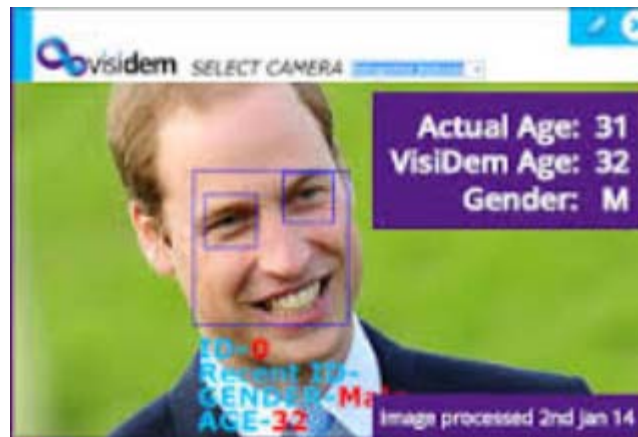 visidem SELECT CAMERA
Actual Age: 31
VisiDem Age: 32
Gender: M
ID-0
Recent ID-
GENDER-Mal
AGE-32
Image processed 2nd Jan 14